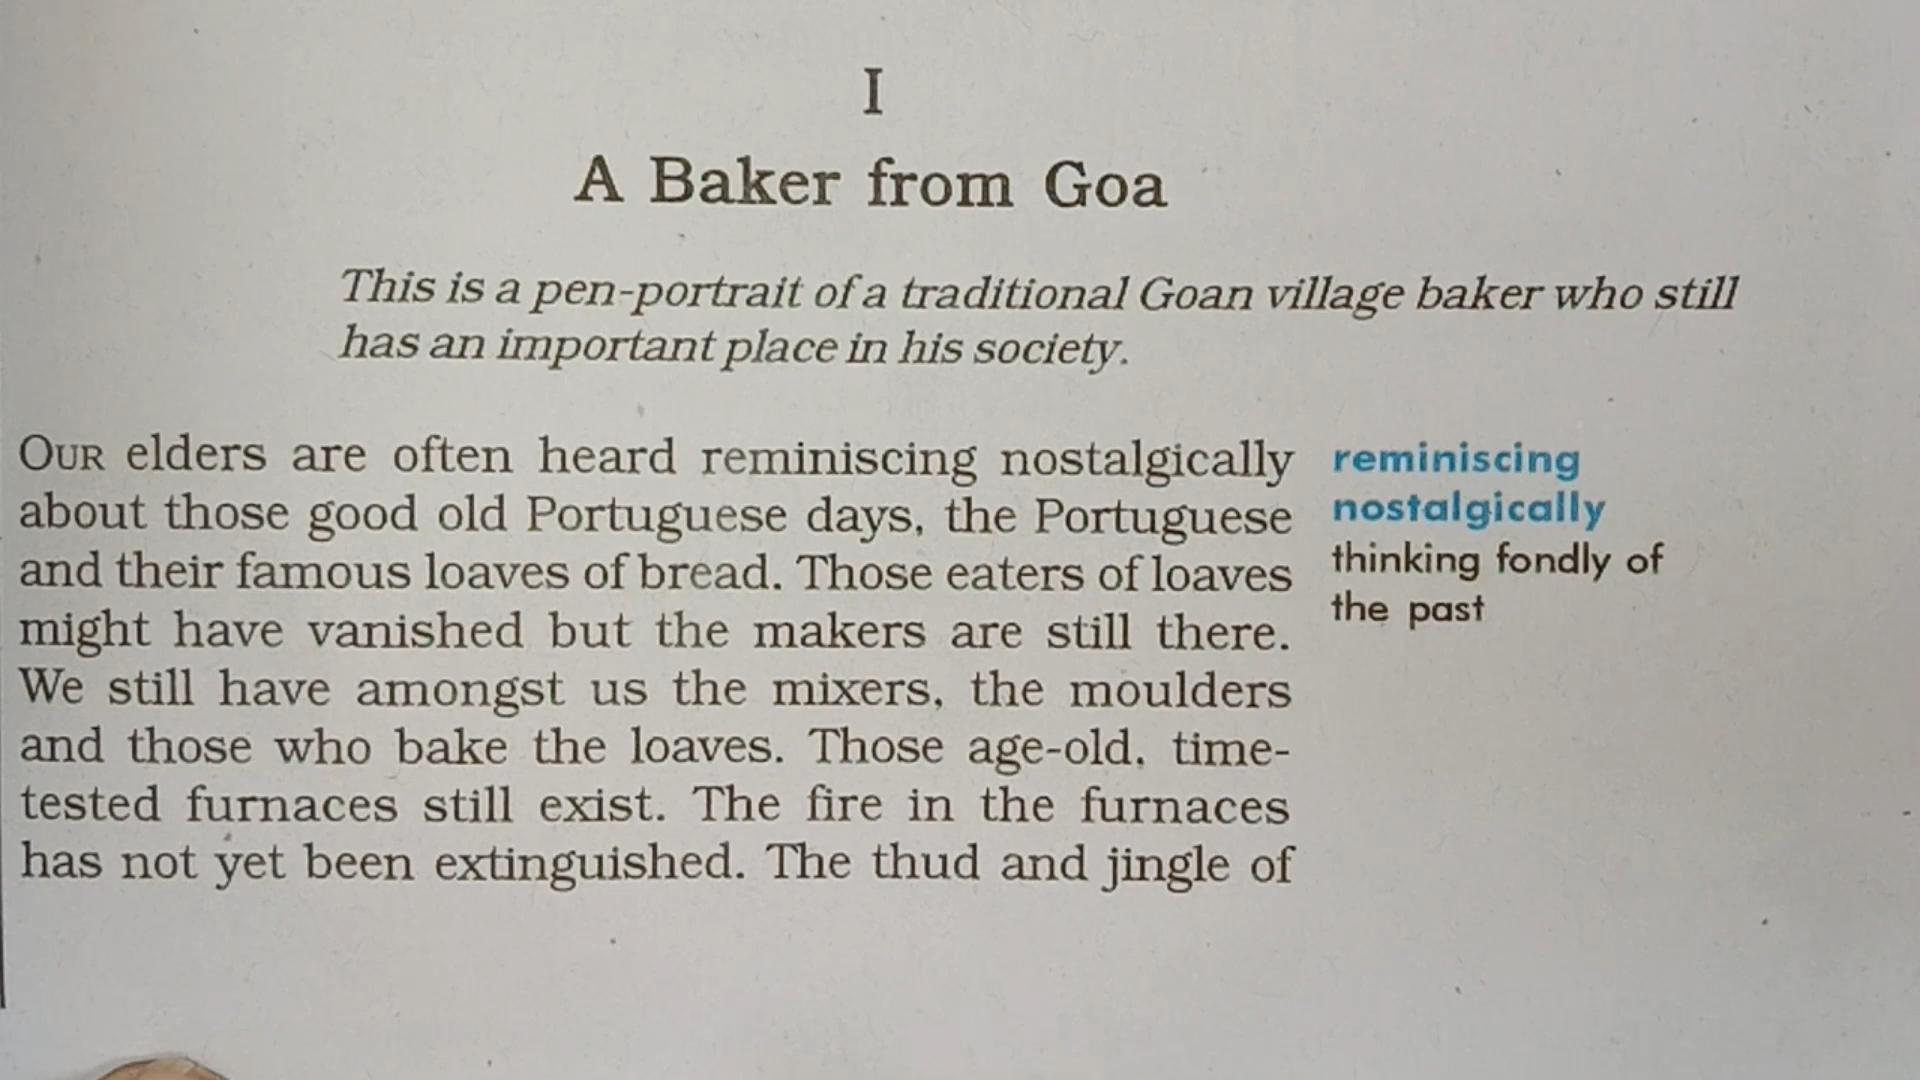 I
A Baker from Goa
This is a pen-portrait of a traditional Goan village baker who still
has an important place in his society.
OUR elders are often heard reminiscing nostalgically
about those good old Portuguese days, the Portuguese
and their famous loaves of bread. Those eaters of loaves
might have vanished but the makers are still there.
We still have amongst us the mixers, the moulders
and those who bake the loaves. Those age-old, time-
tested furnaces still exist. The fire in the furnaces
has not yet been extinguished. The thud and jingle of
reminiscing
nostalgically
thinking fondly of
the past